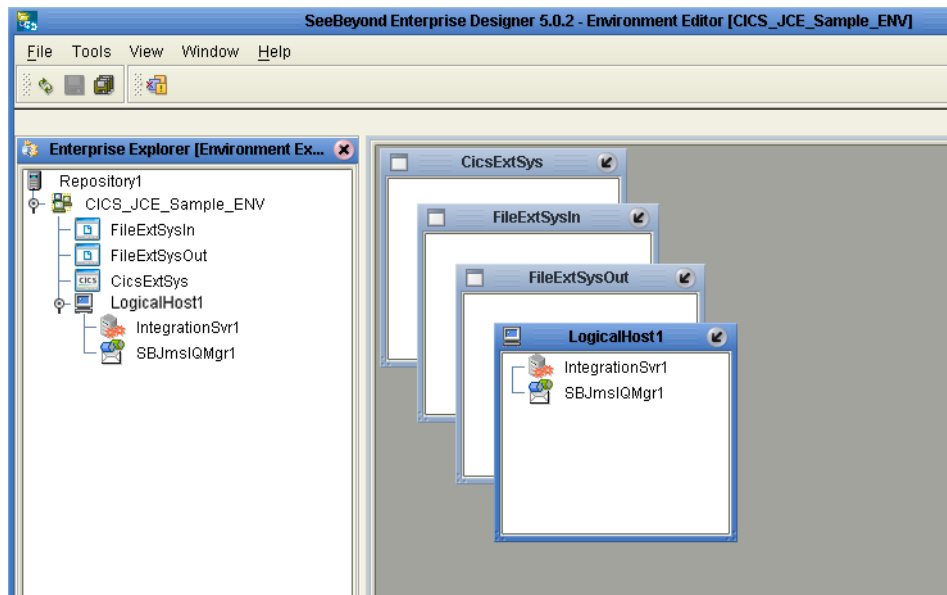 SeeBeyond Enterprise Designer 5.0.2 - Environment Editor [CICS_JCE_Sample_ENV]
File Tools View Window Help
Enterprise Explorer [Environment Ex...
Repository1
CICS_JCE_Sample_ENV
FileExtSysIn
FileExtSysOut
CICS
CicsExtSys
LogicalHost1
IntegrationSvr1
SBJmsIQMgr1
CicsExtSys
FileExtSysIn
FileExtSysOut
LogicalHost1
IntegrationSvr1
SBJmsIQMgr1